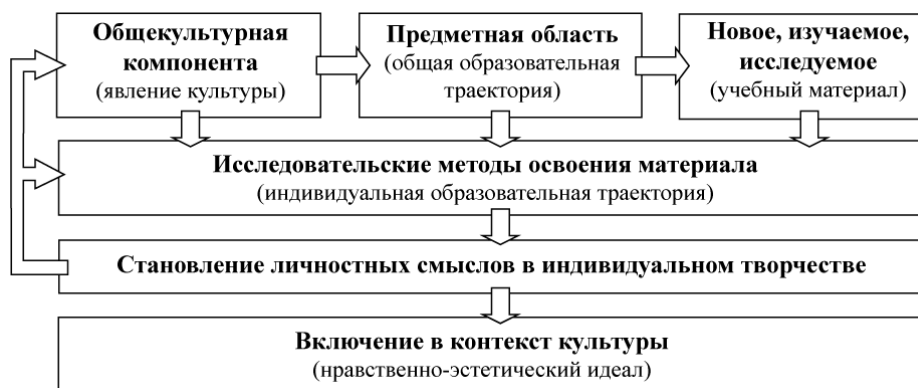 Общекультурная
компонента
(явление культуры)
Предметная область
(общая образовательная
траектория)
Новое, изучаемое,
исследуемое
(учебный материал)
Исследовательские методы освоения материала
(индивидуальная образовательная траектория)
Становление личностных смыслов в индивидуальном творчестве
Включение в контекст культуры
(нравственно-эстетический идеал)